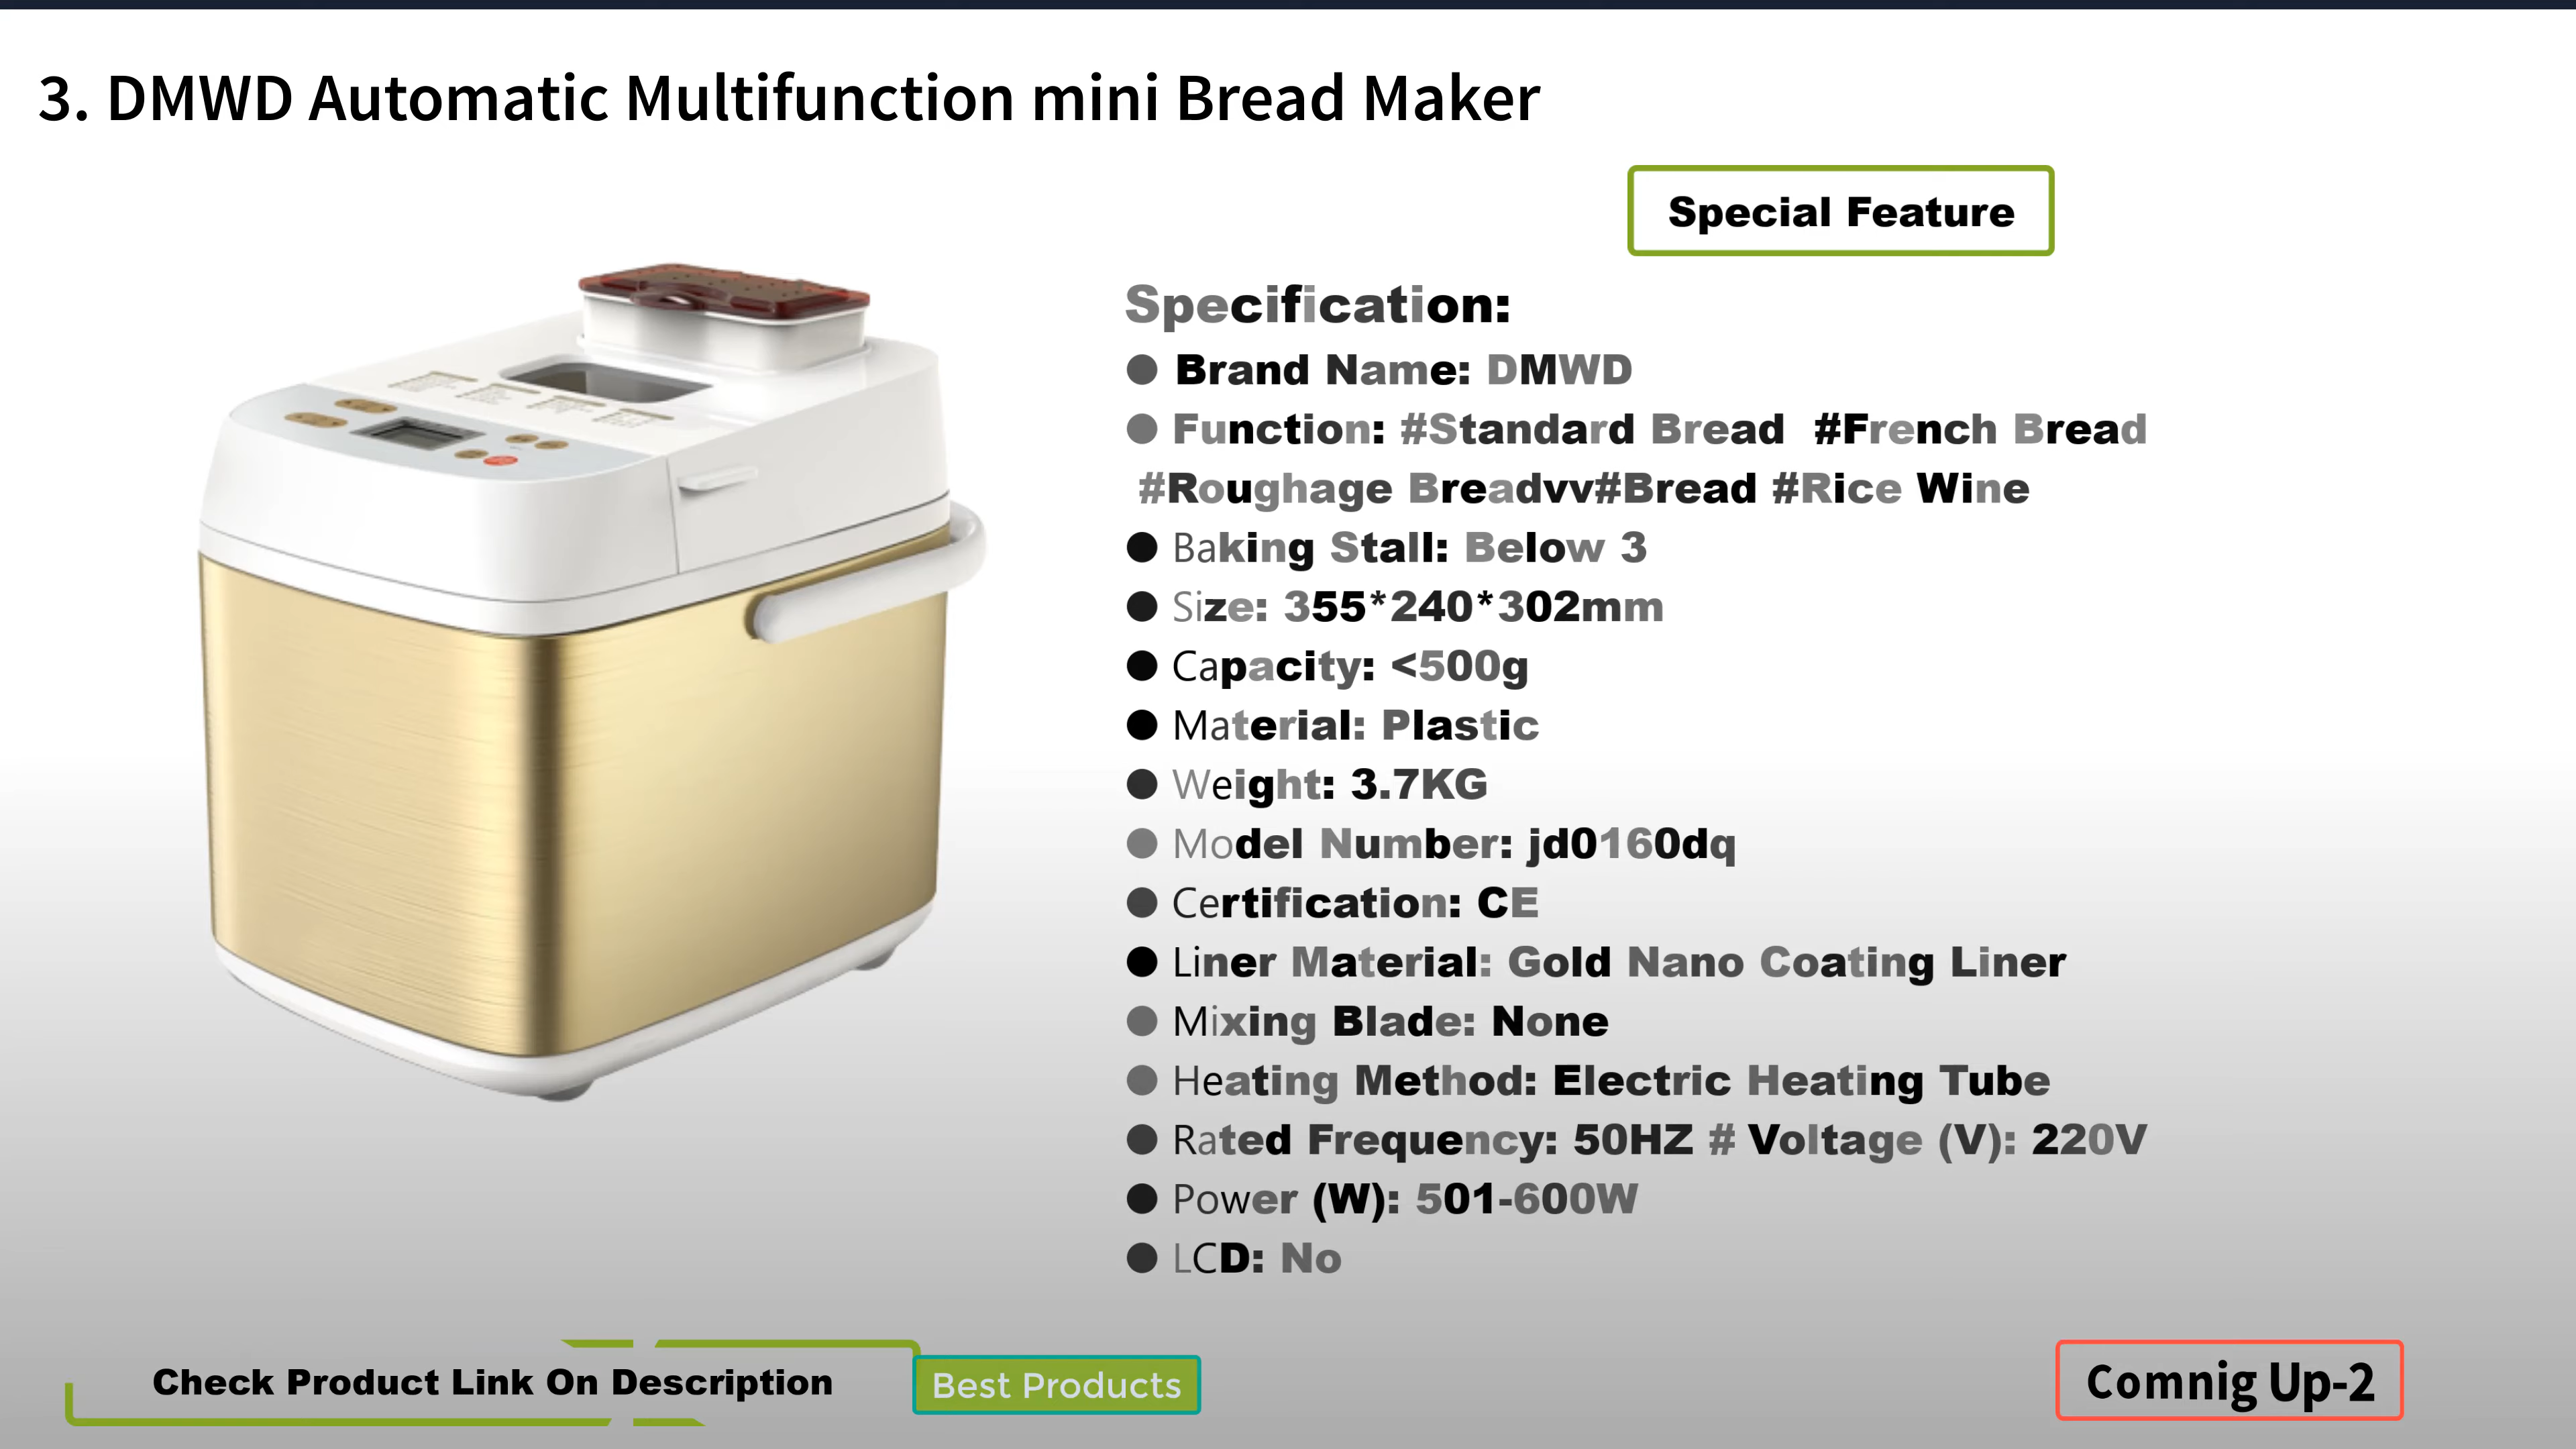 3. DMWD Automatic Multifunction mini Bread Maker
Special Feature
Specification:
● Brand Name: DMWD
● Function: #Standard Bread #French Bread
#Roughage Breadvv#Bread #Rice Wine
● Baking Stall: Below 3
● Size: 355*240*302mm
● Capacity: <500g
● Material: Plastic
● Weight: 3.7KG
● Model Number: jd0160dq
● Certification: CE
● Liner Material: Gold Nano Coating Liner
● Mixing Blade: None
● Heating Method: Electric Heating Tube
● Rated Frequency: 50HZ # Voltage (V): 220V
● Power (W): 501-600W
● LCD: No
Check Product Link On Description
Best Products
Comnig Up-2